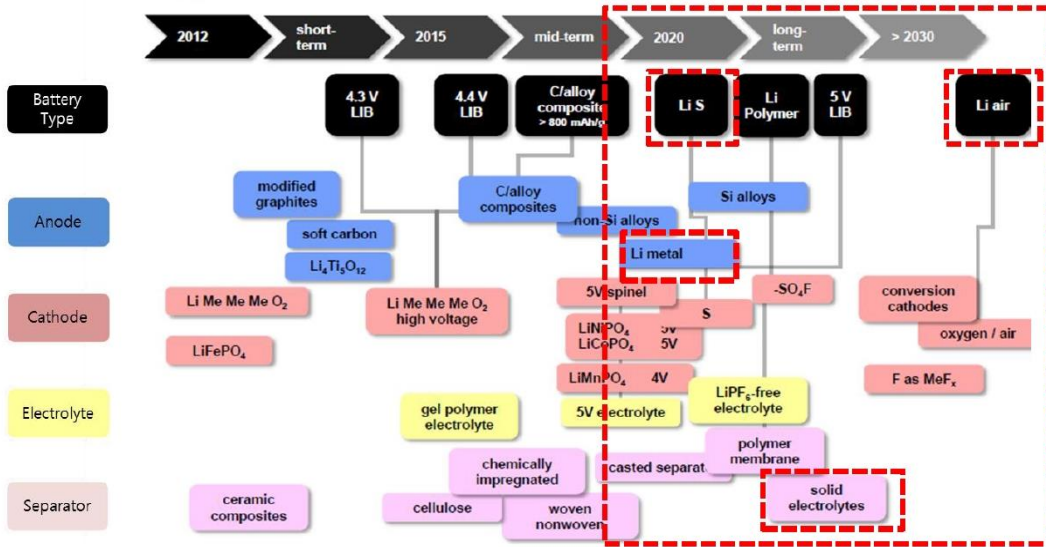 2012
short-
term
2015
mid-term
2020
long-
term
> 2030
Battery
Type
4.3 V
LIB
4.4 V
LIB
C/alloy
composite
> 800 mAh/g
Li S
Li
Polymer
5 V
LIB
Li air
Anode
modified
graphites
soft carbon
Li₄Ti₅O₁₂
C/alloy
composites
non-Si alloys
Si alloys
Li metal
Cathode
Li Me Me Me O₂
LiFePO₄
Li Me Me Me O₂
high voltage
5V spinel
LiNiPO₄ 5V
LiCoPO₄ 5V
LiMnPO₄ 4V
S
-SO₄F
conversion
cathodes
oxygen / air
F as MeFₓ
Electrolyte
gel polymer
electrolyte
5V electrolyte
LiPF₆-free
electrolyte
Separator
ceramic
composites
cellulose
chemically
impregnated
woven
nonwoven
casted separat
polymer
membrane
solid
electrolytes